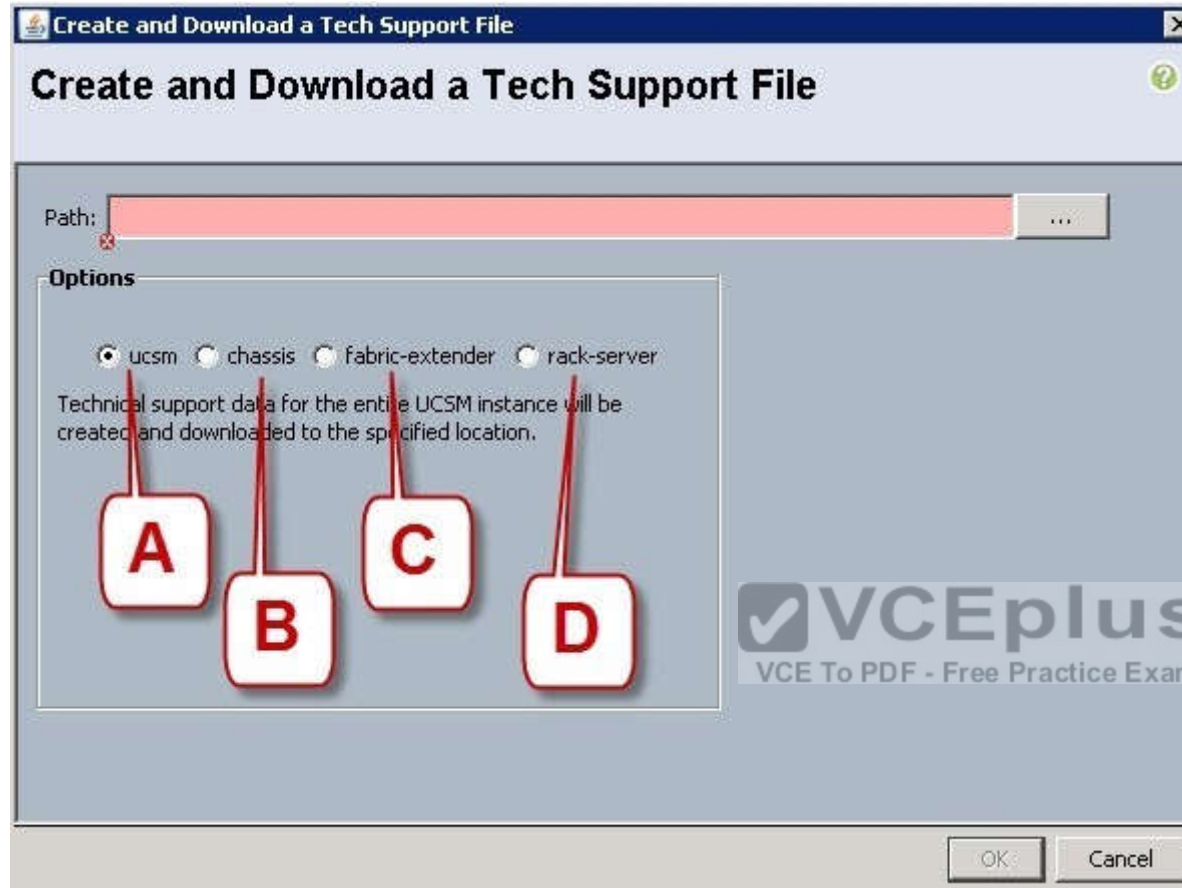 Create and Download a Tech Support File
Create and Download a Tech Support File
Path:
...
Options
ucsm chassis fabric-extender rack-server
Technical support data for the entire UCSM instance will be
created and downloaded to the specified location.
A
C
B
D
VCEplus
VCE To PDF - Free Practice Exam
OK Cancel